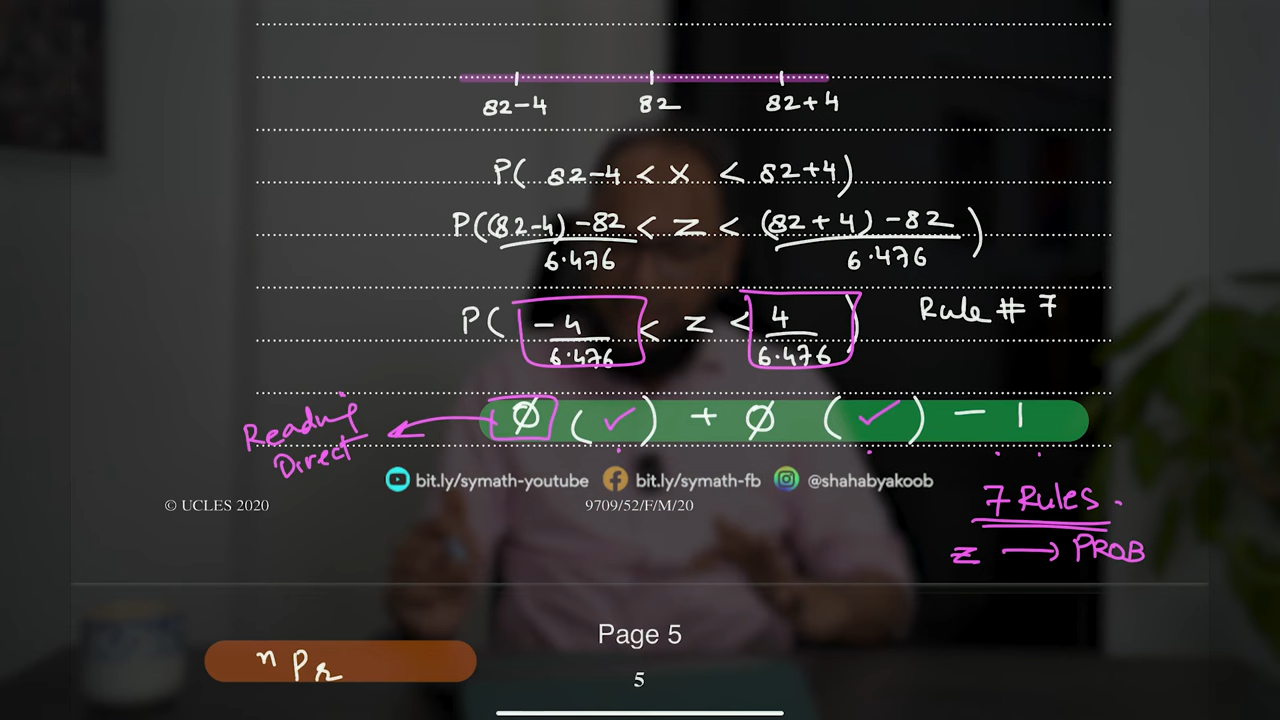 82-4 82 82+4
P( 82-4 < x < 82+4)
P((82-4)-82/6.476 < z < (82+4)-82/6.476)
P( -4/6.476 < z < 4/6.476 ) Rule # 7
Ø (✓) + Ø (✓) - 1
Reading
Direct
bit.ly/symath-youtube bit.ly/symath-fb @shahabyakoob
© UCLES 2020 9709/52/F/M/20
7 Rules.
z → PROB
Page 5
nPr
5